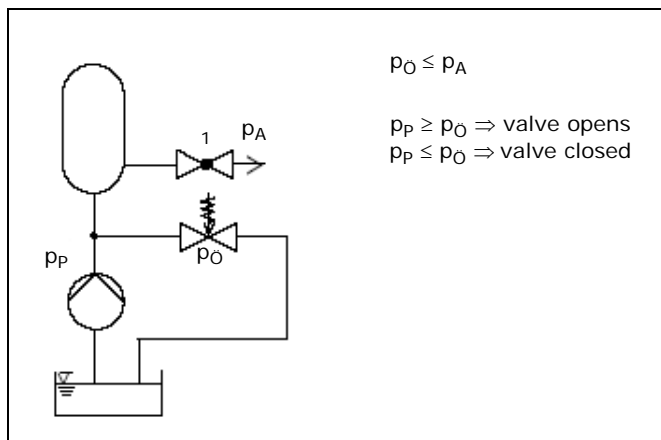 p_Ö ≤ p_A
1
p_A
p_P ≥ p_Ö ⇒ valve opens
p_P ≤ p_Ö ⇒ valve closed
p_P
p_Ö